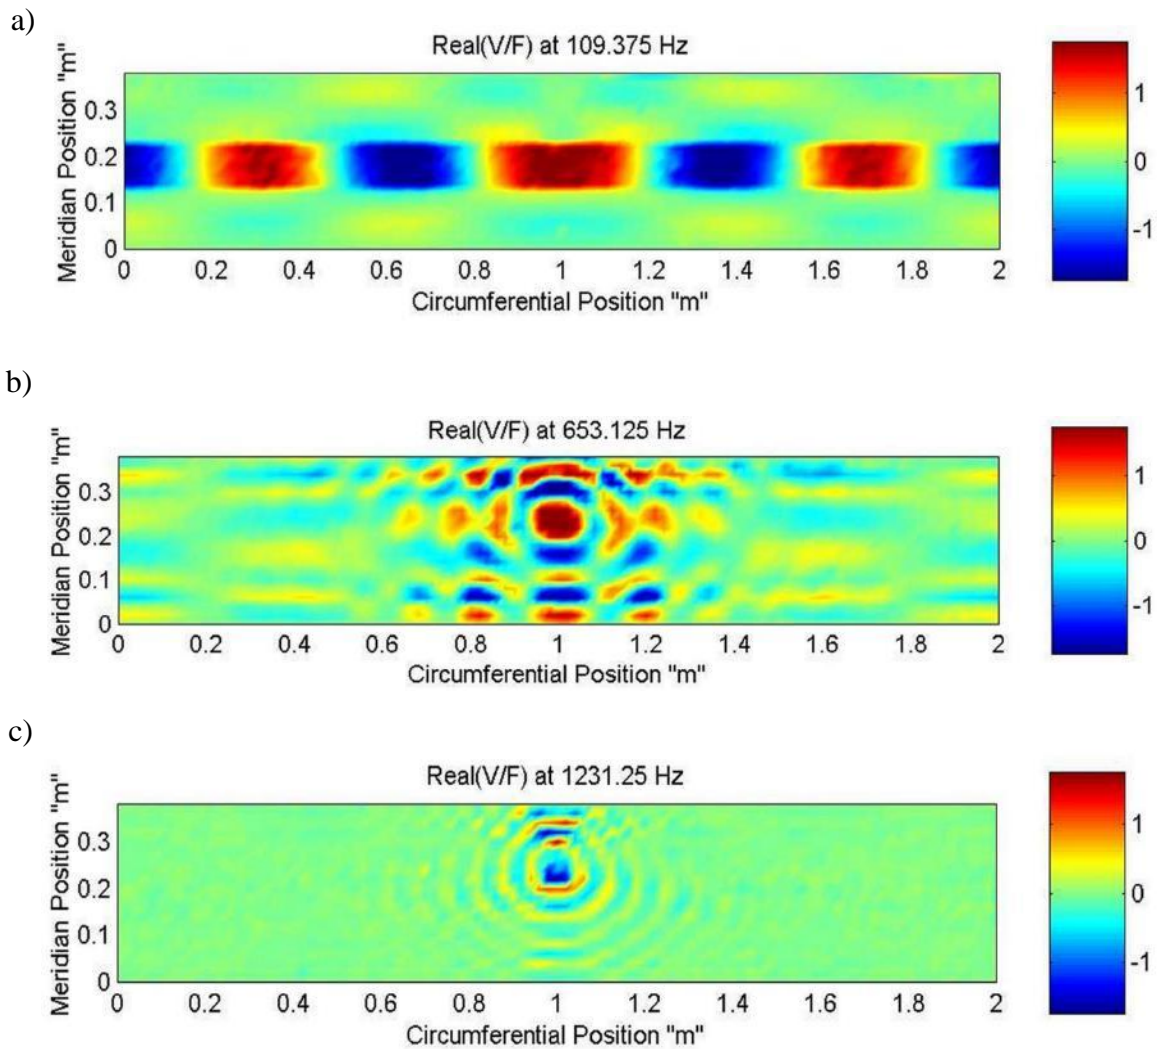 a)
Real(V/F) at 109.375 Hz
Meridian Position "m"
0.3
0.2
0.1
0
0 0.2 0.4 0.6 0.8 1 1.2 1.4 1.6 1.8 2
Circumferential Position "m"
1
0
-1
b)
Real(V/F) at 653.125 Hz
Meridian Position "m"
0.3
0.2
0.1
0
0 0.2 0.4 0.6 0.8 1 1.2 1.4 1.6 1.8 2
Circumferential Position "m"
1
0
-1
c)
Real(V/F) at 1231.25 Hz
Meridian Position "m"
0.3
0.2
0.1
0
0 0.2 0.4 0.6 0.8 1 1.2 1.4 1.6 1.8 2
Circumferential Position "m"
1
0
-1